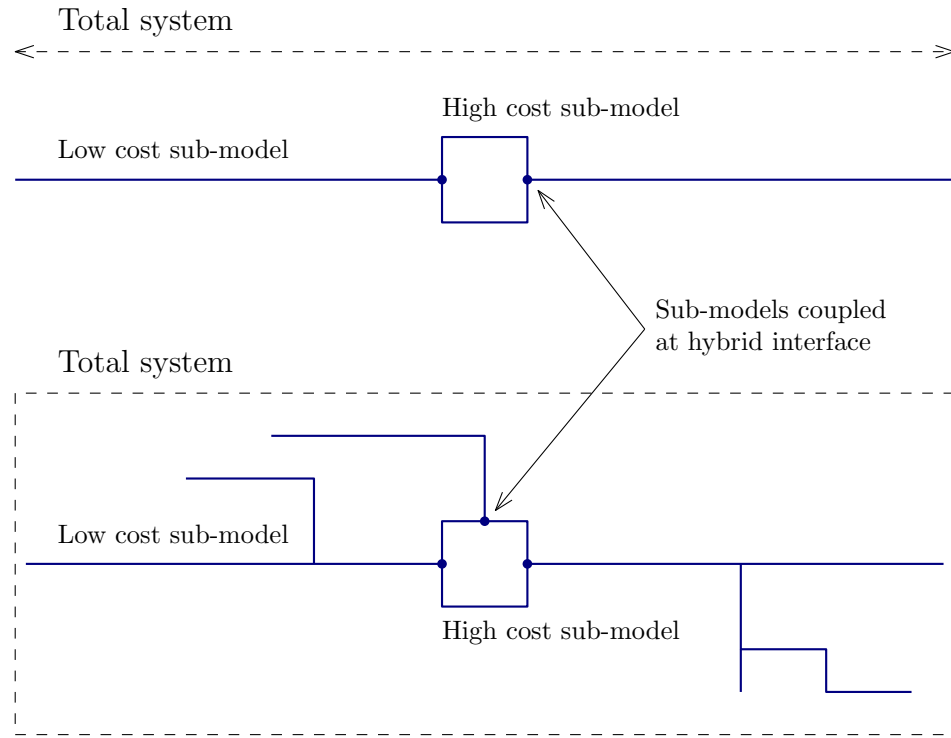 Total system
High cost sub-model
Low cost sub-model
Sub-models coupled
at hybrid interface
Total system
Low cost sub-model
High cost sub-model